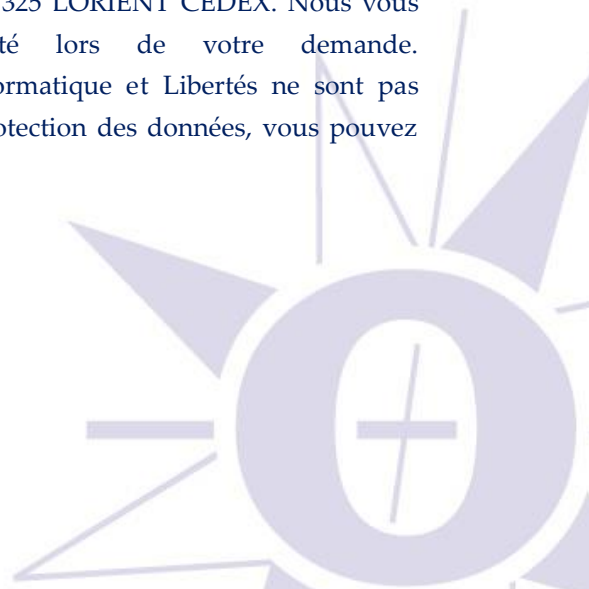 325 LORIENT CEDEX. Nous vous
té lors de votre demande.
ormatique et Libertés ne sont pas
otection des données, vous pouvez